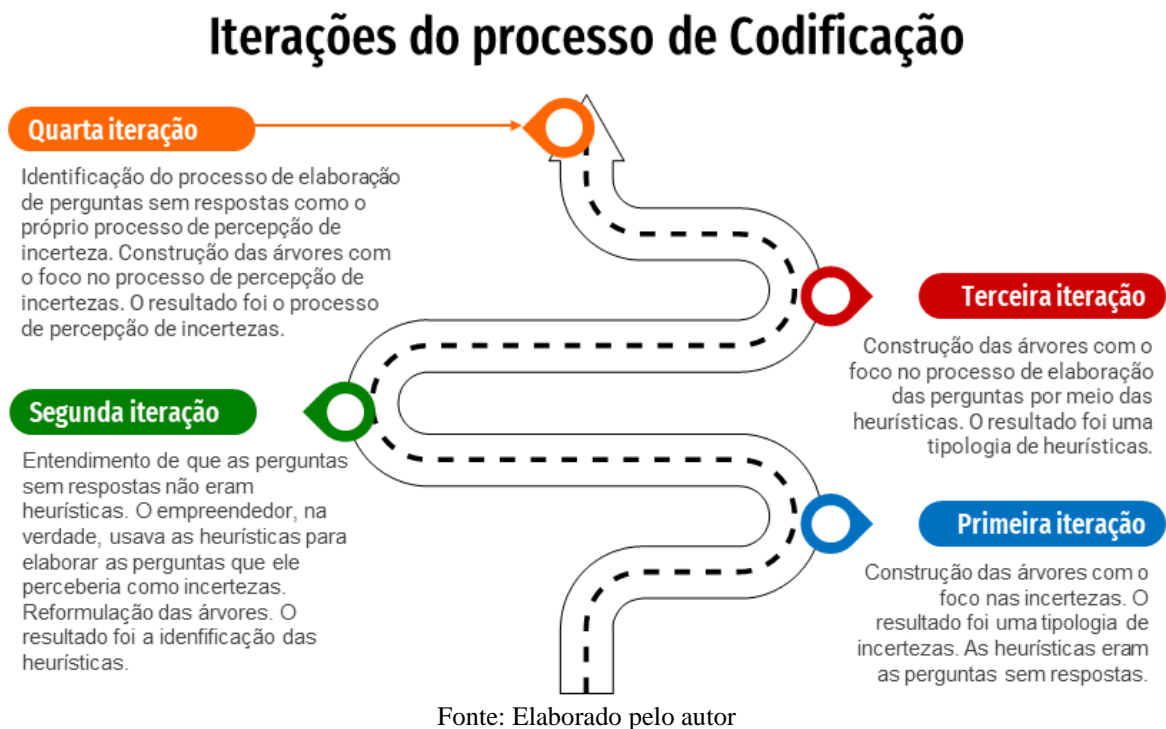 Iterações do processo de Codificação
Quarta iteração
Identificação do processo de elaboração
de perguntas sem respostas como o
próprio processo de percepção de
incerteza. Construção das árvores com
o foco no processo de percepção de
incertezas. O resultado foi o processo
de percepção de incertezas.
Terceira iteração
Construção das árvores com o
foco no processo de elaboração
das perguntas por meio das
heurísticas. O resultado foi uma
tipologia de heurísticas.
Segunda iteração
Entendimento de que as perguntas
sem respostas não eram
heurísticas. O empreendedor, na
verdade, usava as heurísticas para
elaborar as perguntas que ele
perceberia como incertezas.
Reformulação das árvores. O
resultado foi a idenfificação das
heurísticas.
Primeira iteração
Construção das árvores com o
foco nas incertezas. O
resultado foi uma tipologia de
incertezas. As heurísticas eram
as perguntas sem respostas.
Fonte: Elaborado pelo autor